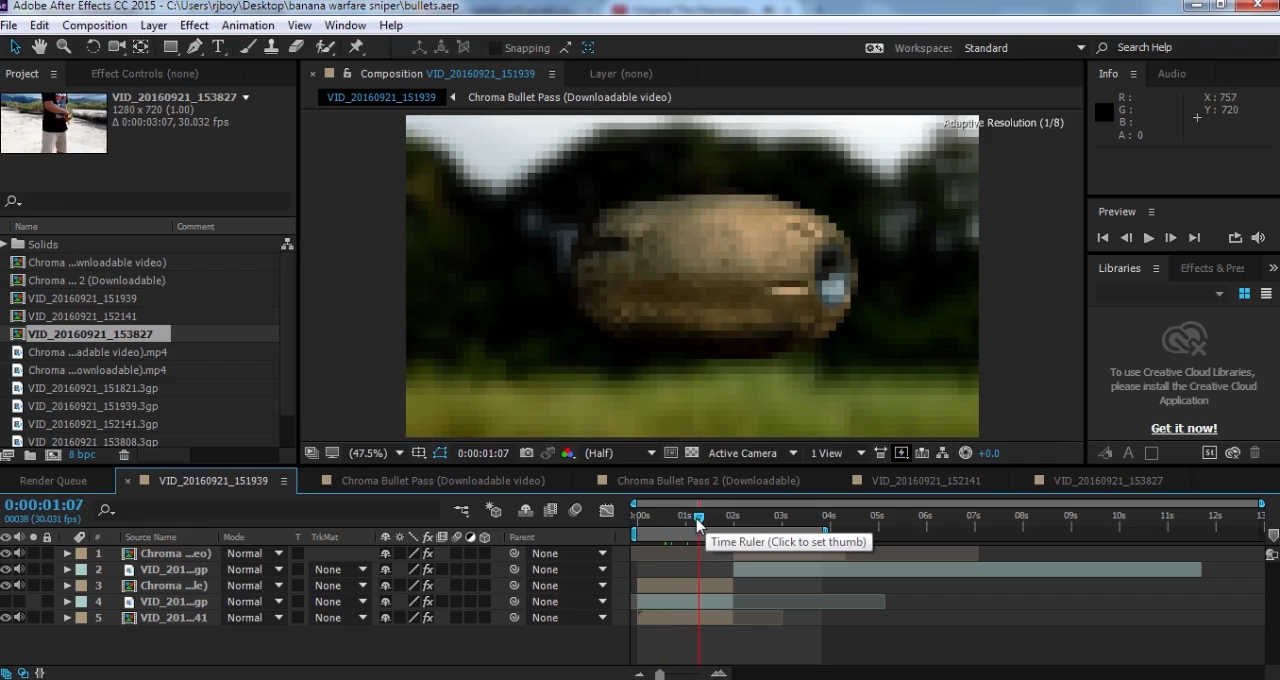 Adobe After Effects CC 2015 - C:\Users\rjboy\Desktop\banana warfare sniper\bullets.aep
File Edit Composition Layer Effect Animation View Window Help
Snapping Workspace: Standard Search Help
Project Effect Controls (none) Composition VID_20160921_151939 Layer (none) Info Audio
VID_20160921_153827
1280 x 720 (1.00)
Δ 0:00:03:07, 30.032 fps
VID_20160921_151939 Chroma Bullet Pass (Downloadable video)
R: X: 757
G: Y: 720
B:
A: 0
Adaptive Resolution (1/8)
Name Comment
Solids
Chroma ...wnloadable video)
Chroma ... 2 (Downloadable)
VID_20160921_151939
VID_20160921_152141
VID_20160921_153827
Chroma ...adable video).mp4
Chroma ...ownloadable).mp4
VID_20160921_151821.3gp
VID_20160921_151939.3gp
VID_20160921_152141.3gp
VID_20160921_153808.3gp
8 bpc
Preview
Libraries Effects & Pres
To use Creative Cloud Libraries,
please install the Creative Cloud
Application
Get it now!
(47.5%) 0:00:01:07 (Half) Active Camera 1 View +0.0
Render Queue VID_20160921_151939 Chroma Bullet Pass (Downloadable video) Chroma Bullet Pass 2 (Downloadable) VID_20160921_152141 VID_20160921_153827
0:00:01:07
00038 (30.031 fps)
:00s 01s 02s 03s 04s 05s 06s 07s 08s 09s 10s 11s 12s 13
# Source Name Mode T TrkMat Parent
Time Ruler (Click to set thumb)
1 Chroma ...eo) Normal None
2 VID_201...gp Normal None None
3 Chroma ...le) Normal None None
4 VID_201...gp Normal None None
5 VID_201...41 Normal None None